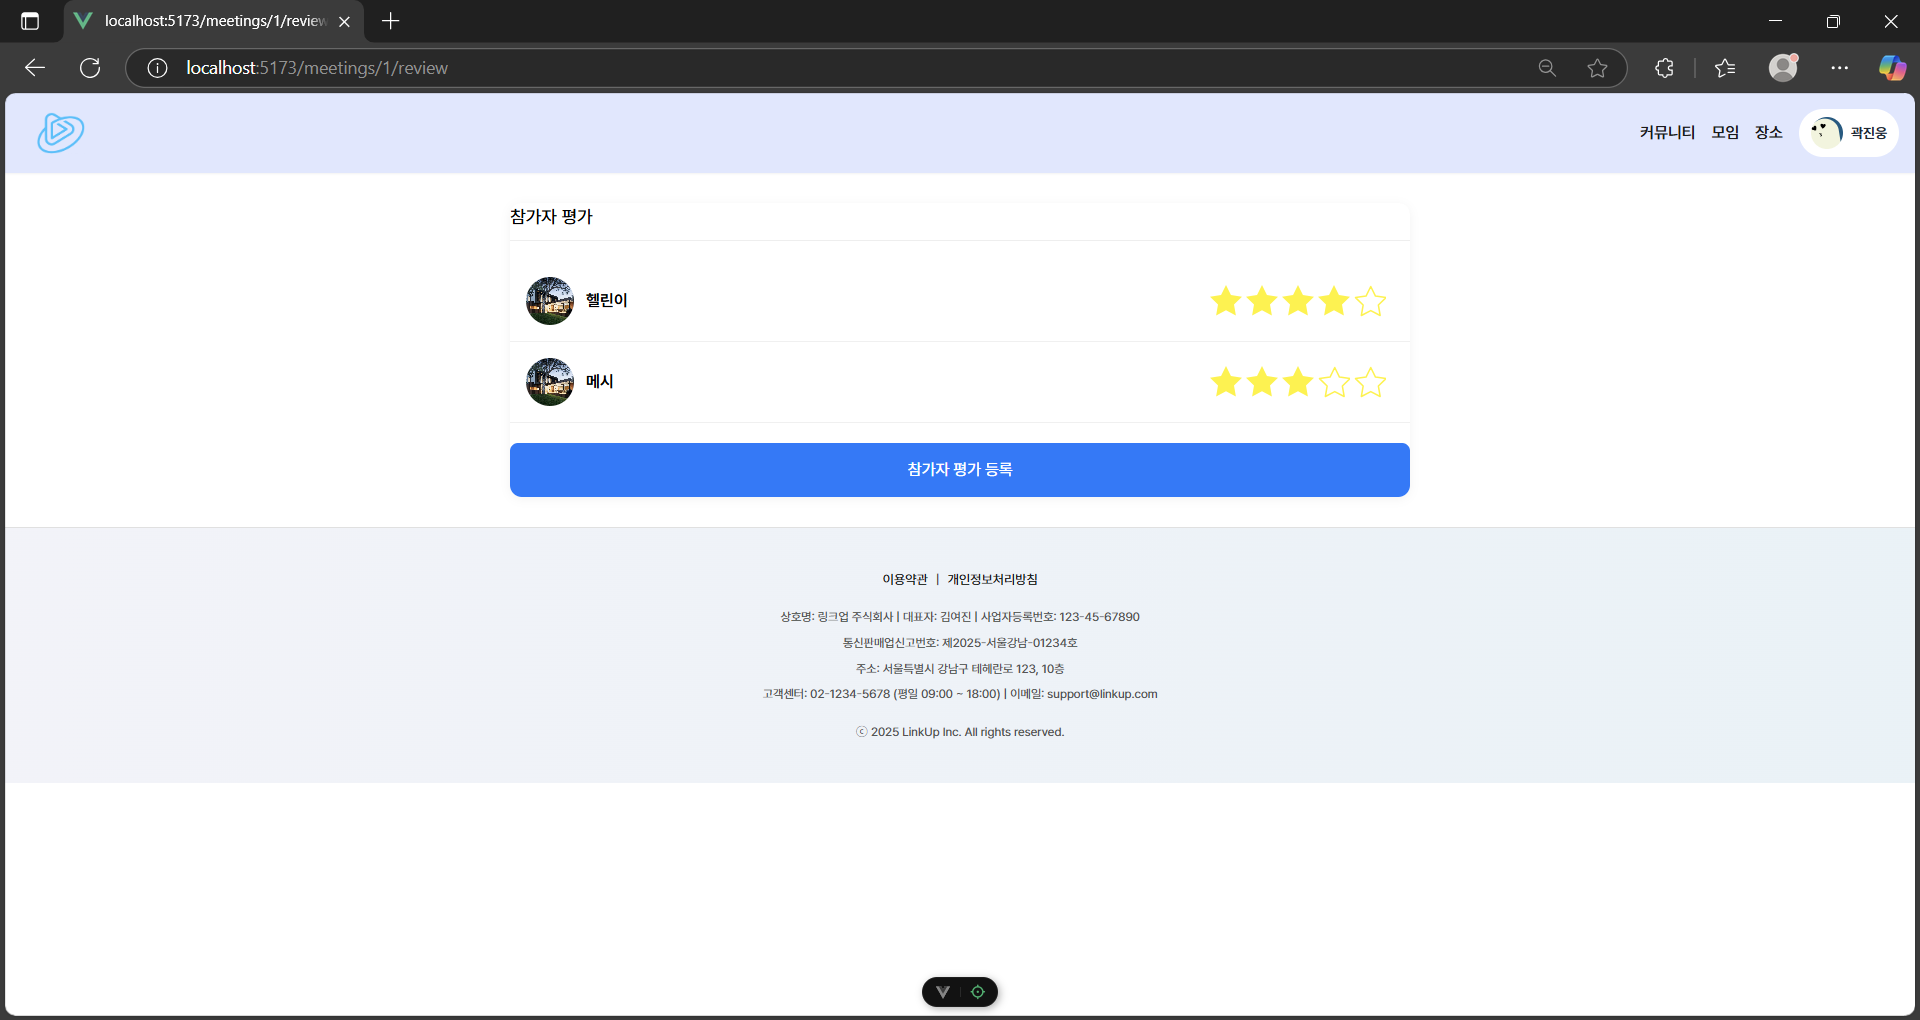 localhost:5173/meetings/1/review
localhost:5173/meetings/1/review
커뮤니티 모임 장소 곽진웅
참가자 평가
헬린이
메시
참가자 평가 등록
이용약관 | 개인정보처리방침
상호명: 링크업 주식회사 | 대표자: 김여진 | 사업자등록번호: 123-45-67890
통신판매업신고번호: 제2025-서울강남-01234호
주소: 서울특별시 강남구 테헤란로 123, 10층
고객센터: 02-1234-5678 (평일 09:00 ~ 18:00) | 이메일: support@linkup.com
ⓒ 2025 LinkUp Inc. All rights reserved.